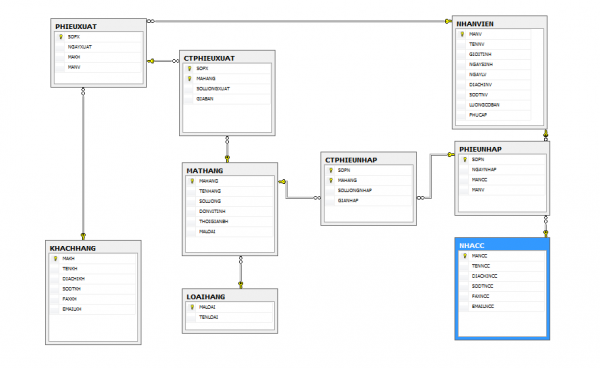 PHIEUXUAT
SOPX
NGAYXUAT
MAKH
MANV
CTPHIEUXUAT
SOPX
MAHANG
SOLUONGXUAT
GIABAN
NHANVIEN
MANV
TENNV
GIOITINH
NGAYSINH
NGAYLV
DIACHINV
SODTNV
LUONGCOBAN
PHUCAP
MATHANG
MAHANG
TENHANG
SOLUONG
DONVITINH
THOIGIANBH
MALOAI
CTPHIEUNHAP
SOPN
MAHANG
SOLUONGNHAP
GIANHAP
PHIEUNHAP
SOPN
NGAYNHAP
MANCC
MANV
KHACHHANG
MAKH
TENKH
DIACHIKH
SODTKH
FAXKH
EMAILKH
LOAIHANG
MALOAI
TENLOAI
NHACC
MANCC
TENNCC
DIACHINCC
SODTNCC
FAXNCC
EMAILNCC